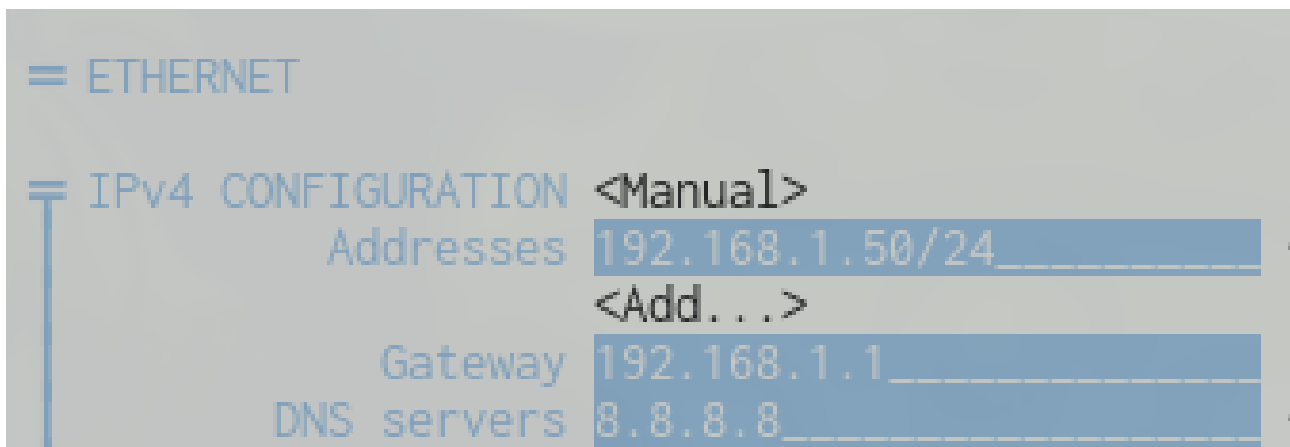 ETHERNET
IPv4 CONFIGURATION <Manual>
Addresses 192.168.1.50/24__________
<Add...>
Gateway 192.168.1.1______________
DNS servers 8.8.8.8__________________